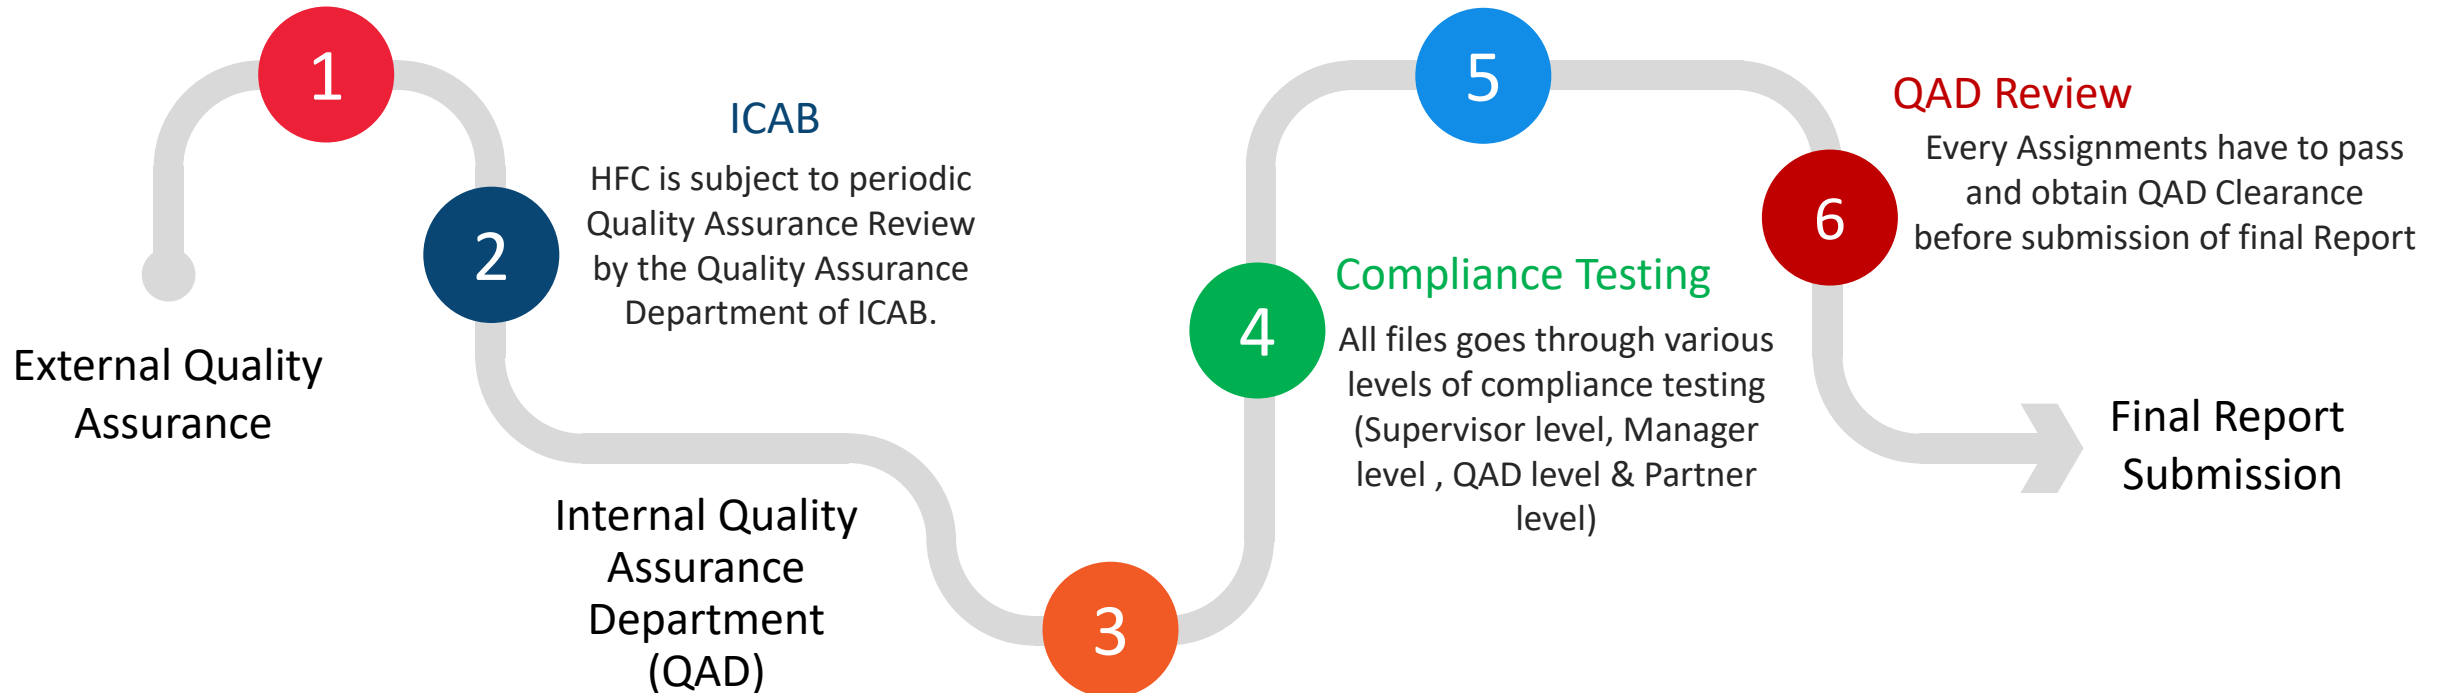 1
External Quality
Assurance
2
ICAB
HFC is subject to periodic
Quality Assurance Review
by the Quality Assurance
Department of ICAB.
Internal Quality
Assurance
Department
(QAD)
3
4
Compliance Testing
All files goes through various
levels of compliance testing
(Supervisor level, Manager
level , QAD level & Partner
level)
5
6
QAD Review
Every Assignments have to pass
and obtain QAD Clearance
before submission of final Report
Final Report
Submission